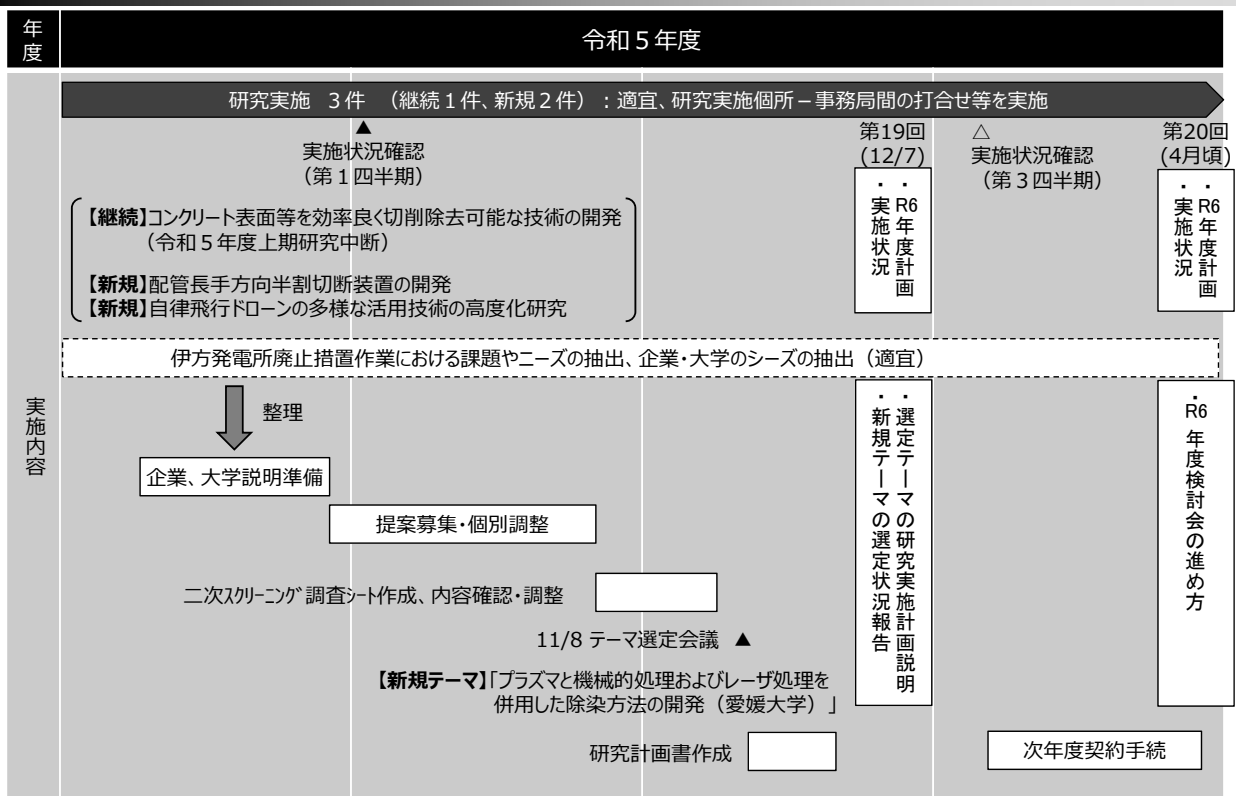 年度
令和５年度
研究実施 ３件 （継続１件、新規２件）：適宜、研究実施個所－事務局間の打合せ等を実施
▲
実施状況確認
（第１四半期）
第19回
(12/7)
△
実施状況確認
（第３四半期）
第20回
(4月頃)
・R6年度計画
・実施状況
・R6年度計画
・実施状況
【継続】コンクリート表面等を効率良く切削除去可能な技術の開発
（令和５年度上期研究中断）
【新規】配管長手方向半割切断装置の開発
【新規】自律飛行ドローンの多様な活用技術の高度化研究
伊方発電所廃止措置作業における課題やニーズの抽出、企業・大学のシーズの抽出（適宜）
実施内容
整理
企業、大学説明準備
提案募集・個別調整
二次ｽｸﾘｰﾆﾝｸﾞ調査ｼｰﾄ作成、内容確認・調整
11/8 テーマ選定会議 ▲
【新規テーマ】「プラズマと機械的処理およびレーザ処理を
併用した除染方法の開発（愛媛大学）」
研究計画書作成
・選定テーマの研究実施計画説明
・新規テーマの選定状況報告
・R6年度検討会の進め方
次年度契約手続